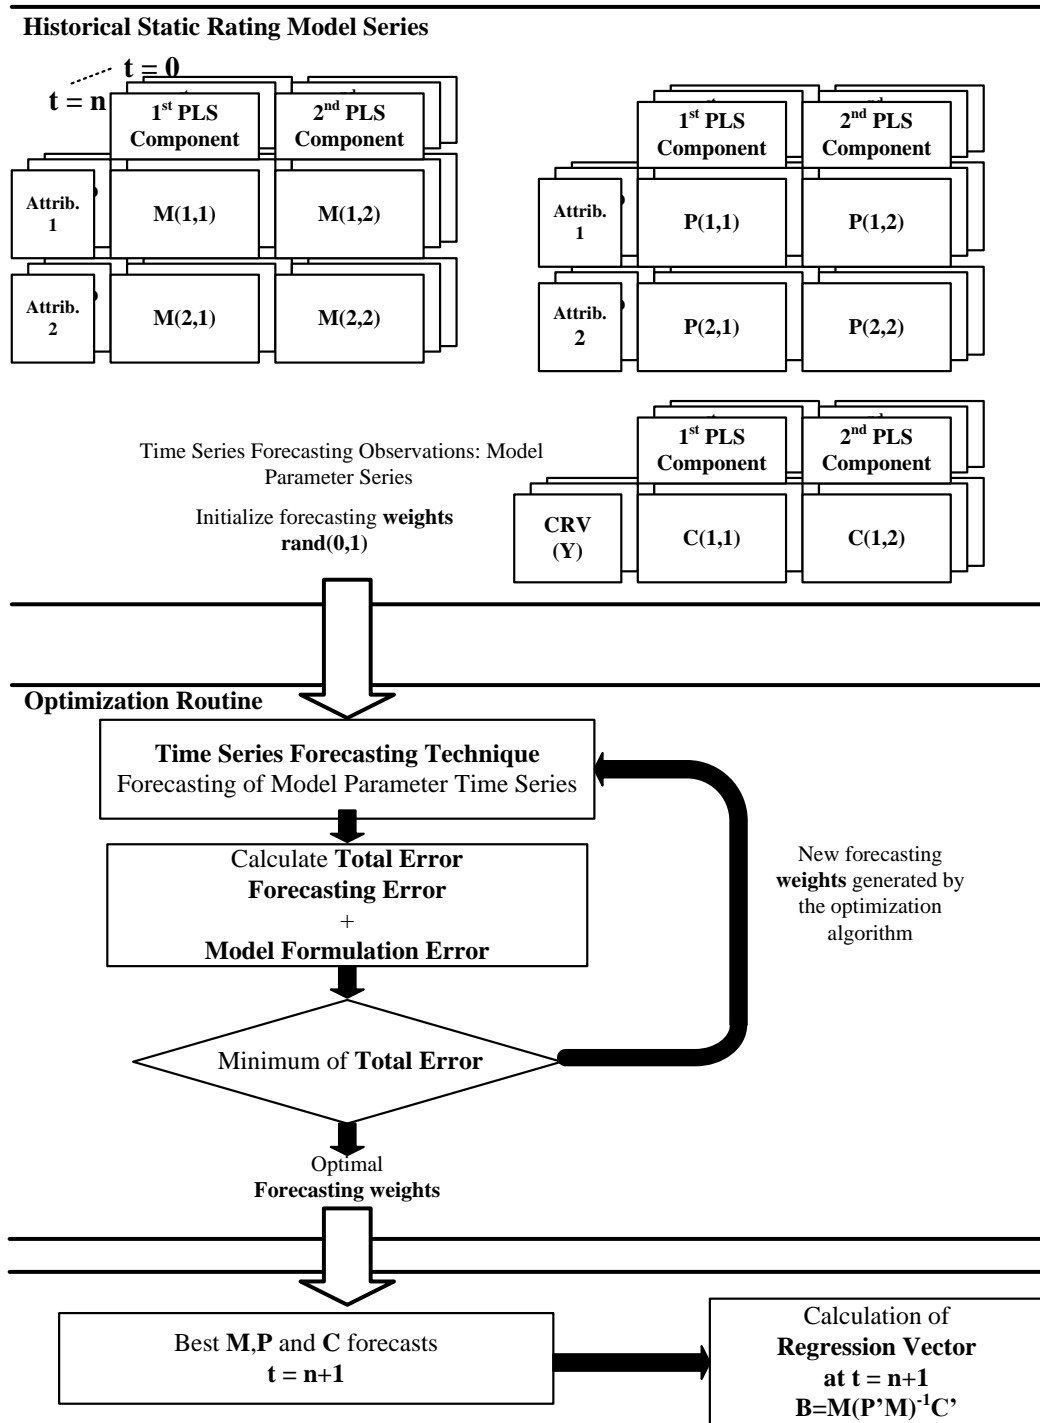 Historical Static Rating Model Series
t = 0
t = n
1st PLS
Component
2nd PLS
Component
Attrib.
1
M(1,1)
M(1,2)
Attrib.
2
M(2,1)
M(2,2)
1st PLS
Component
2nd PLS
Component
Attrib.
1
P(1,1)
P(1,2)
Attrib.
2
P(2,1)
P(2,2)
Time Series Forecasting Observations: Model
Parameter Series
Initialize forecasting weights
rand(0,1)
1st PLS
Component
2nd PLS
Component
CRV
(Y)
C(1,1)
C(1,2)
Optimization Routine
Time Series Forecasting Technique
Forecasting of Model Parameter Time Series
Calculate Total Error
Forecasting Error
+
Model Formulation Error
New forecasting
weights generated by
the optimization
algorithm
Minimum of Total Error
Optimal
Forecasting weights
Best M,P and C forecasts
t = n+1
Calculation of
Regression Vector
at t = n+1
B=M(P’M)-1C’